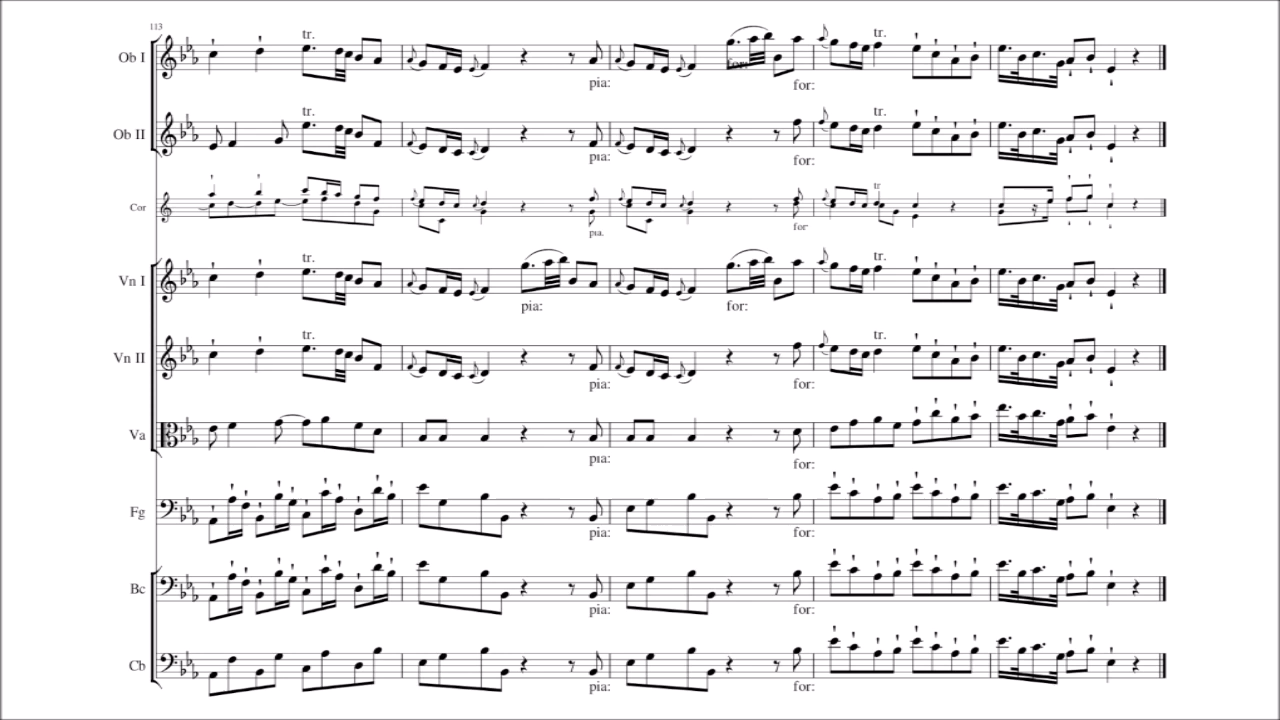 113
Ob I tr. pia: for: for: tr.
Ob II tr. pia: for: tr.
Cor pia. for tr
Vn I tr. pia: for: tr.
Vn II tr. pia: for: tr.
Va pia: for:
Fg pia: for:
Bc pia: for:
Cb pia: for: